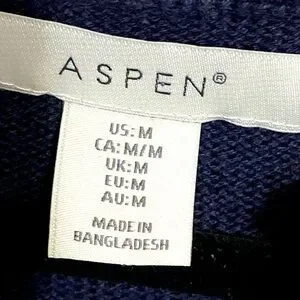 ASPEN®
US:M
CA:M/M
UK:M
EU:M
AU:M
MADE IN
BANGLADESH